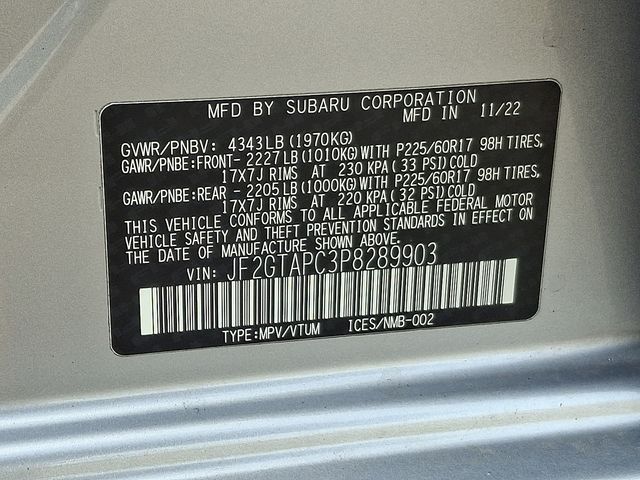 MFD BY SUBARU CORPORATION
MFD IN 11/22
GVWR/PNBV: 4343LB(1970KG)
GAWR/PNBE:FRONT- 2227LB(1010KG)WITH P225/60R17 98H TIRES,
17X7J RIMS AT 230 KPA(33 PSI)COLD
GAWR/PNBE:REAR - 2205LB(1000KG)WITH P225/60R17 98H TIRES,
17X7J RIMS AT 220 KPA(32 PSI)COLD
THIS VEHICLE CONFORMS TO ALL APPLICABLE FEDERAL MOTOR
VEHICLE SAFETY AND THEFT PREVENTION STANDARDS IN EFFECT ON
THE DATE OF MANUFACTURE SHOWN ABOVE.
VIN: JF2GTAPC3P8289903
TYPE:MPV/VTUM ICES/NMB-002